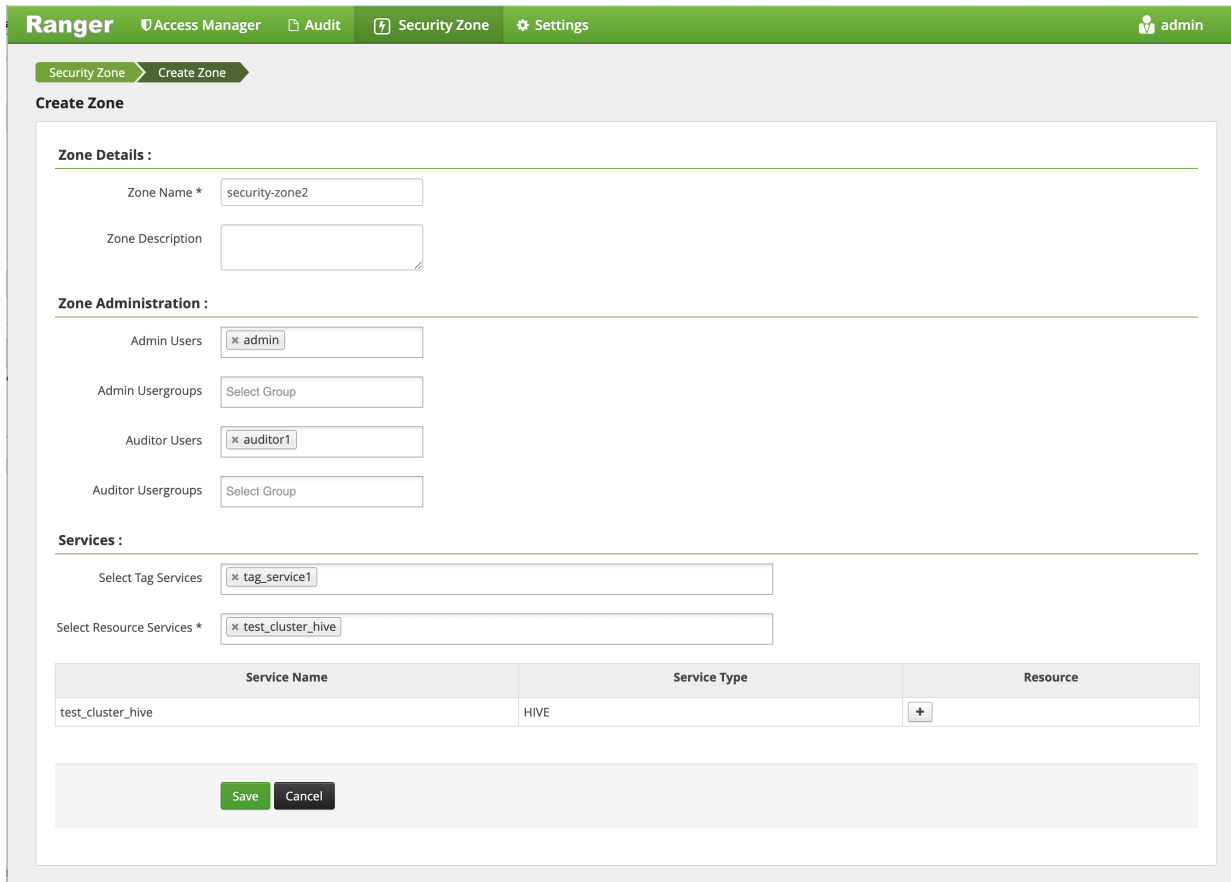 Ranger Access Manager Audit Security Zone Settings admin
Security Zone Create Zone
Create Zone
Zone Details :
Zone Name * security-zone2
Zone Description
Zone Administration :
Admin Users × admin
Admin Usergroups Select Group
Auditor Users × auditor1
Auditor Usergroups Select Group
Services :
Select Tag Services × tag_service1
Select Resource Services * × test_cluster_hive
Service Name Service Type Resource
test_cluster_hive HIVE +
Save Cancel